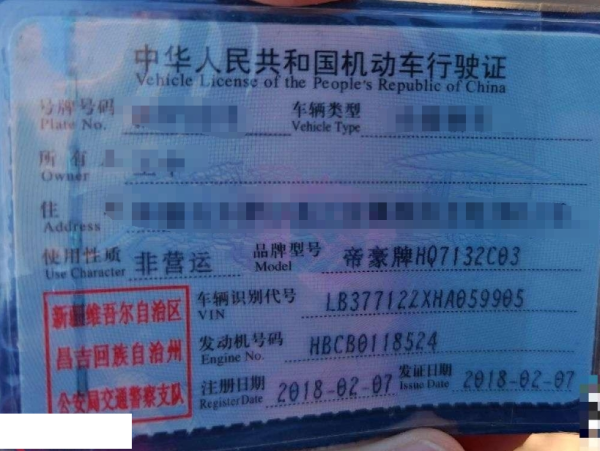 中华人民共和国机动车行驶证
Vehicle License of the People's Republic of China
号牌号码 车辆类型
Plate No. Vehicle Type
所有
Owner
住
Address
使用性质 非营运 品牌型号 帝豪牌HQ7132C03
Use Character Model
新疆维吾尔自治区
昌吉回族自治州
公安局交通警察支队
车辆识别代号 LB37712ZXHA059905
VIN
发动机号码 HBCB0118524
Engine No.
注册日期 2018-02-07 发证日期 2018-02-07
Register Date Issue Date